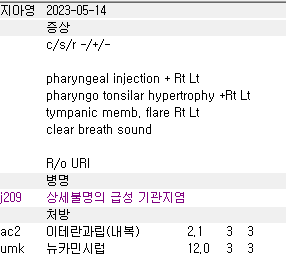 지아영 2023-05-14
증상
c/s/r -/+/-
pharyngeal injection + Rt Lt
pharyngo tonsilar hypertrophy +Rt Lt
tympanic memb, flare Rt Lt
clear breath sound
R/o URI
병명
j209 상세불명의 급성 기관지염
처방
ac2 이테란과립(내복) 2,1 3 3
umk 뉴카민시럽 12,0 3 3